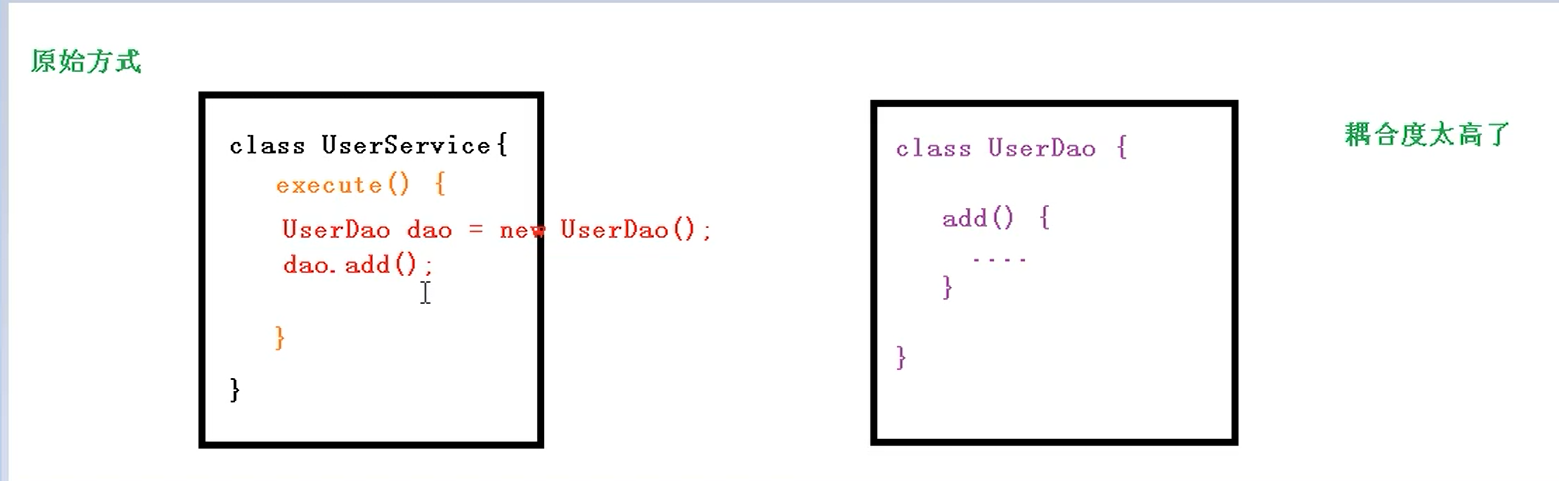 原始方式
class UserService{
execute() {
UserDao dao = new UserDao();
dao.add();
}
}
class UserDao {
add() {
....
}
}
耦合度太高了